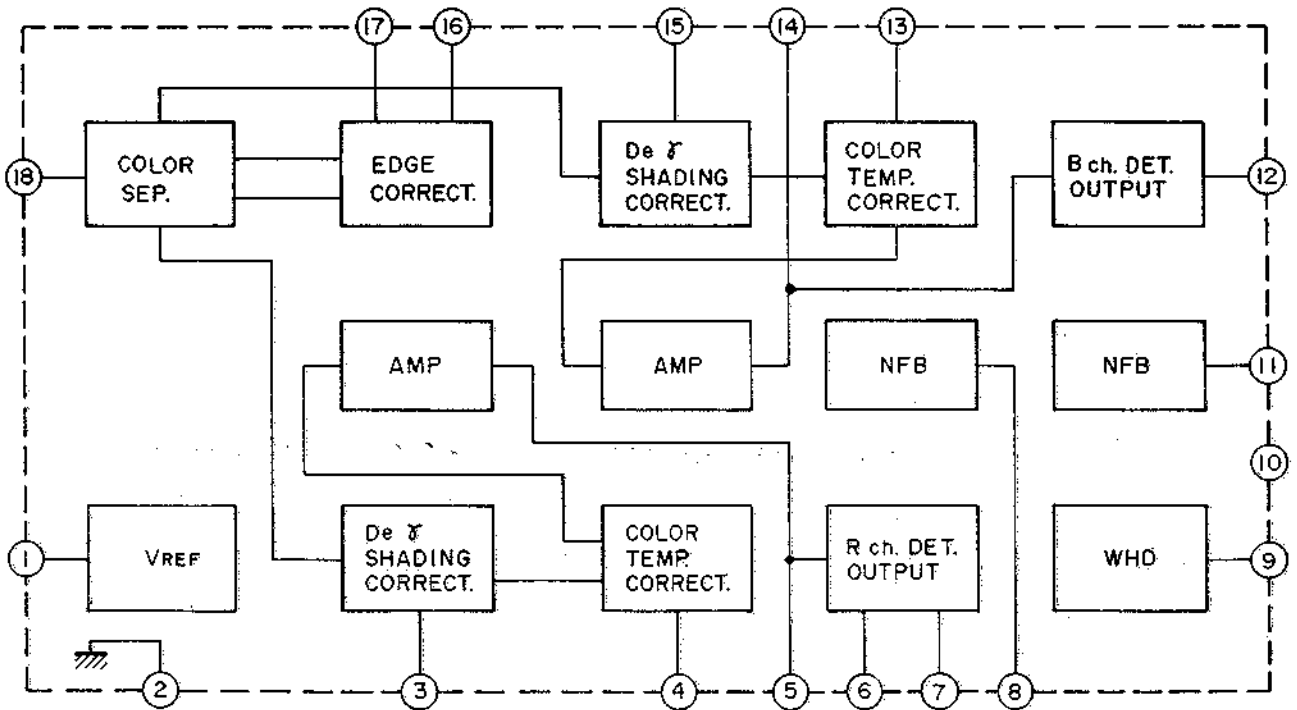 17
16
15
14
13
18
COLOR
SEP.
EDGE
CORRECT.
De γ
SHADING
CORRECT.
COLOR
TEMP.
CORRECT.
B ch. DET.
OUTPUT
12
AMP
AMP
NFB
NFB
11
10
1
VREF
De γ
SHADING
CORRECT.
COLOR
TEMP.
CORRECT.
R ch. DET.
OUTPUT
WHD
9
2
3
4
5
6
7
8